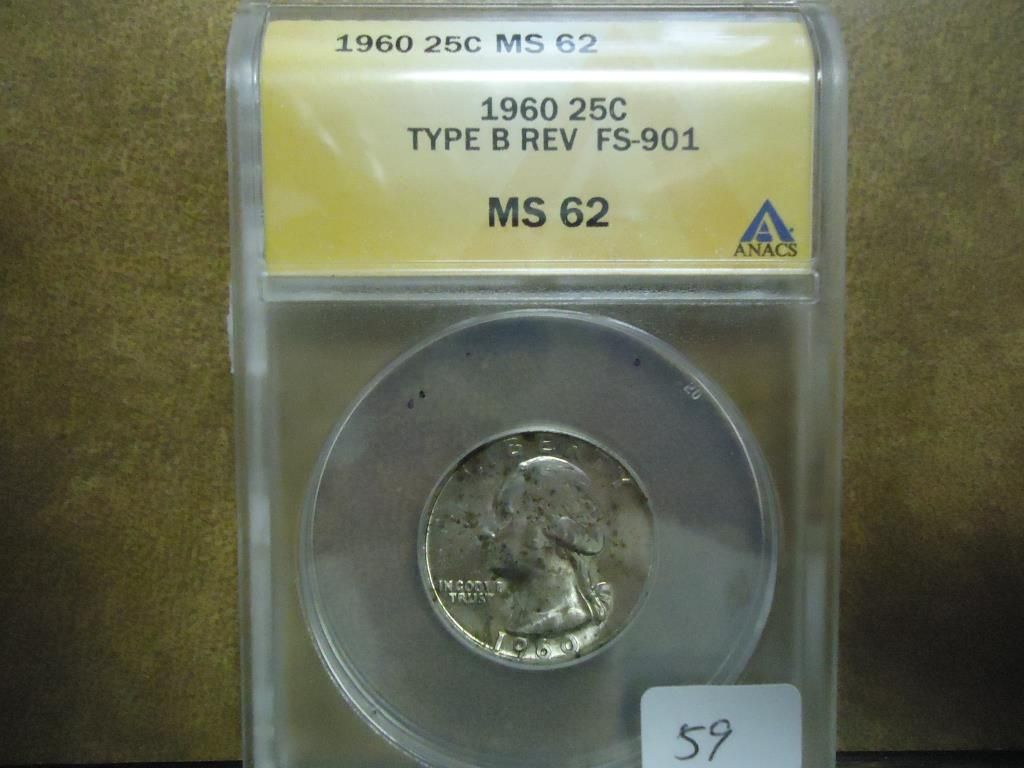 1960 25C MS 62
1960 25C
TYPE B REV FS-901
MS 62
ANACS
LIBERTY
IN GOD WE
TRUST
1960
59